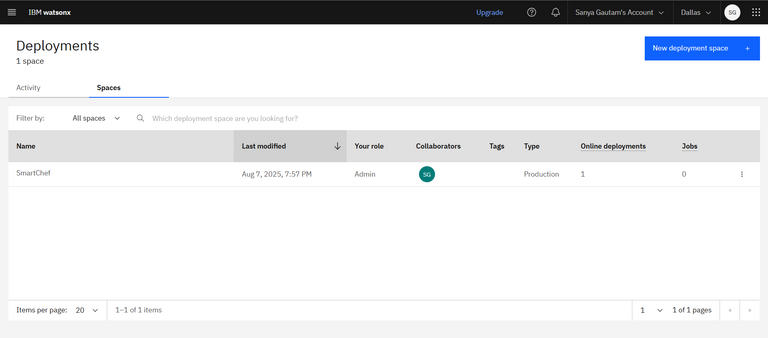 IBM watsonx Upgrade Sanya Gautam's Account Dallas SG
Deployments
1 space
New deployment space +
Activity Spaces
Filter by: All spaces Which deployment space are you looking for?
Name Last modified Your role Collaborators Tags Type Online deployments Jobs
SmartChef Aug 7, 2025, 7:57 PM Admin SG Production 1 0
Items per page: 20 1–1 of 1 items 1 1 of 1 pages